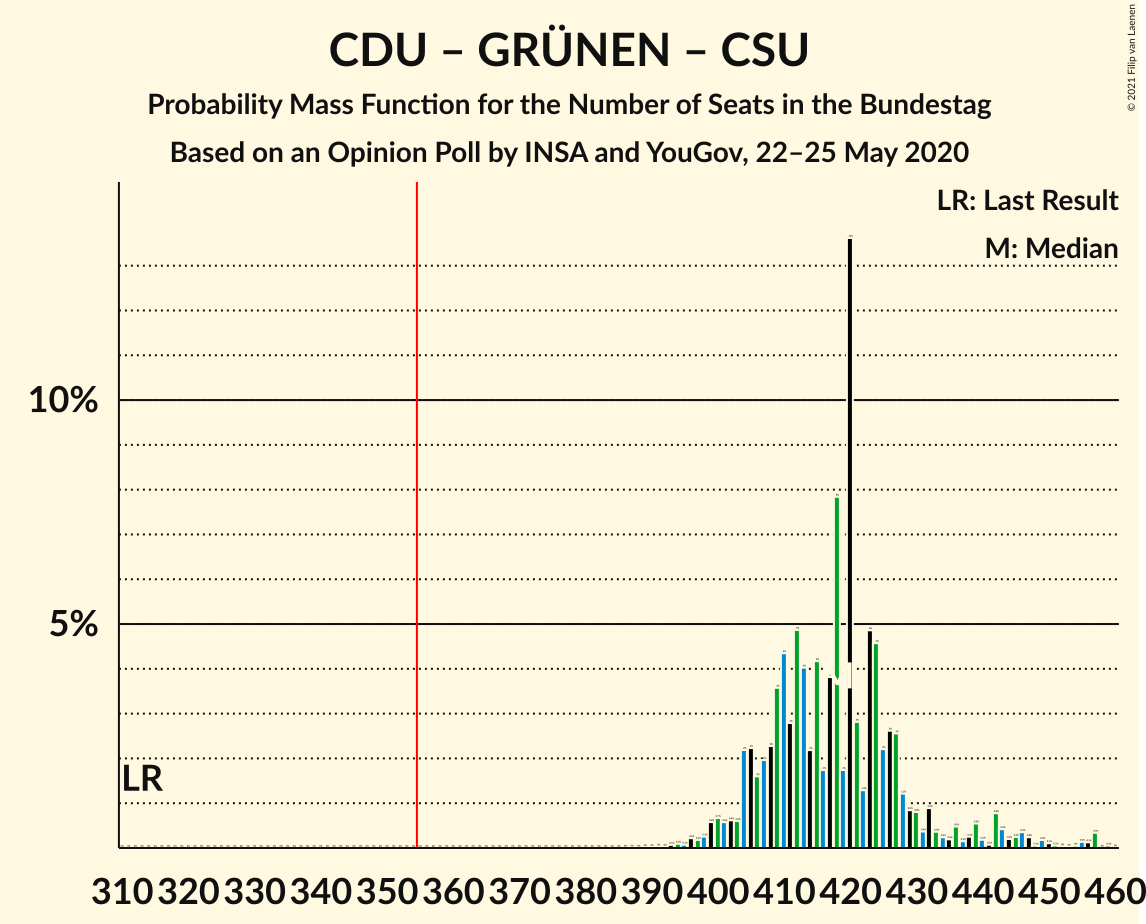 CDU – GRÜNEN – CSU
Probability Mass Function for the Number of Seats in the Bundestag
Based on an Opinion Poll by INSA and YouGov, 22–25 May 2020
© 2021 Filip van Laenen
LR: Last Result
M: Median
10%
5%
LR
310 320 330 340 350 360 370 380 390 400 410 420 430 440 450 460